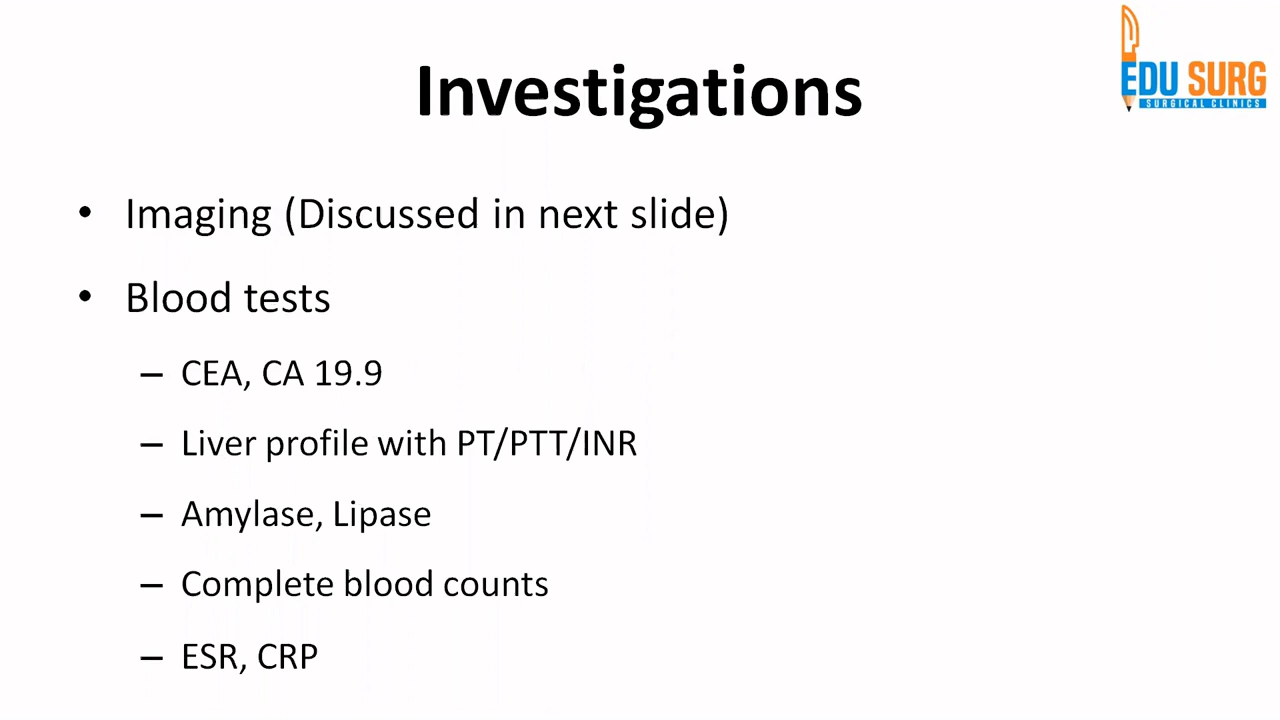 EDU SURG
SURGICAL CLINICS
Investigations
• Imaging (Discussed in next slide)
• Blood tests
– CEA, CA 19.9
– Liver profile with PT/PTT/INR
– Amylase, Lipase
– Complete blood counts
– ESR, CRP